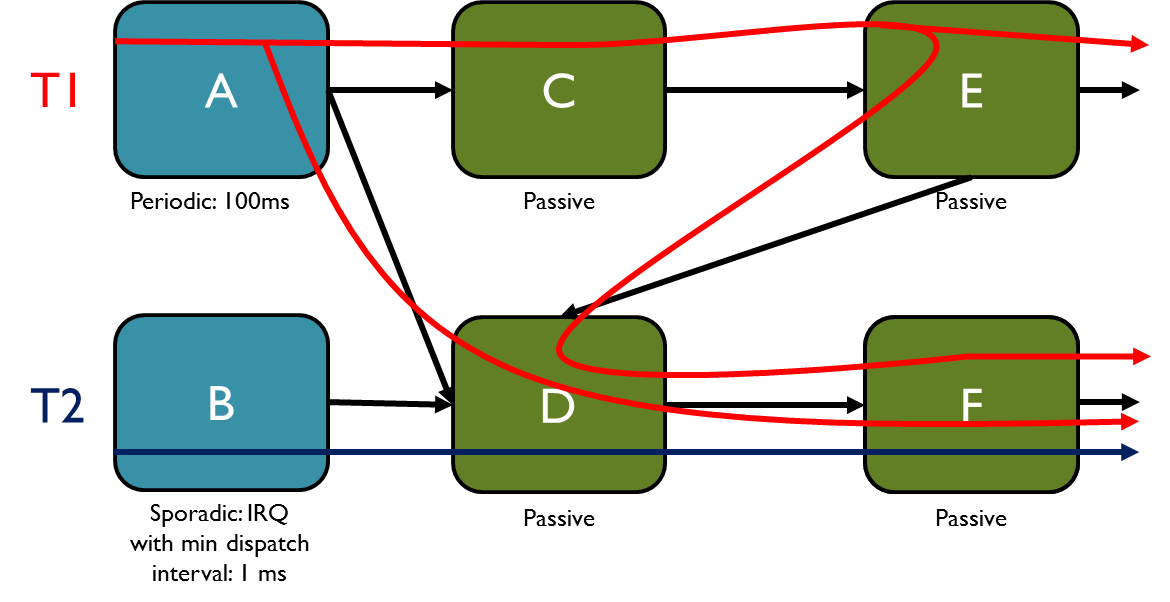 T1
A
C
E
Periodic: 100ms
Passive
Passive
T2
B
D
F
Sporadic: IRQ
with min dispatch
interval: 1 ms
Passive
Passive